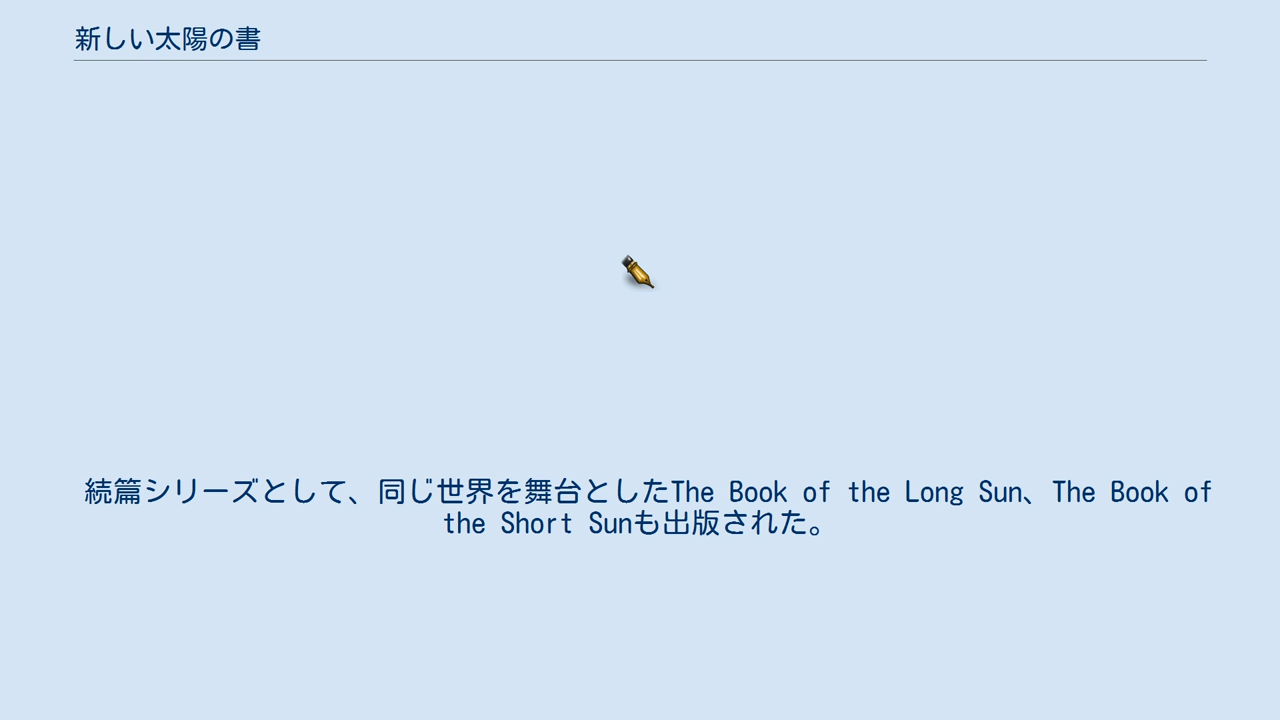 新しい太陽の書
続篇シリーズとして、同じ世界を舞台としたThe Book of the Long Sun、The Book of
the Short Sunも出版された。